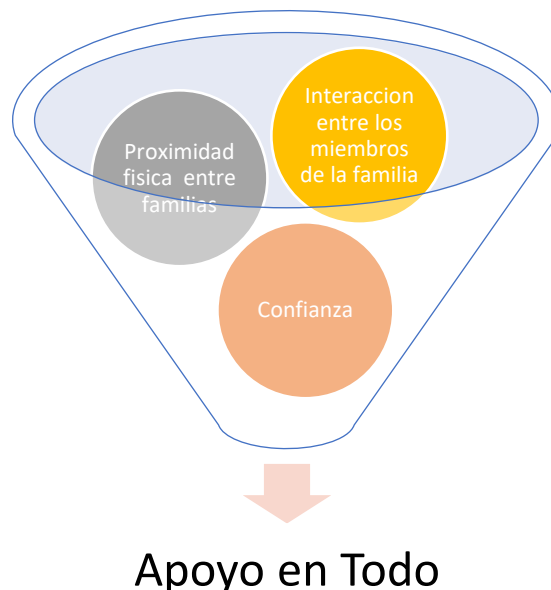 Interaccion
entre los
miembros
de la familia
Proximidad
fisica entre
familias
Confianza
Apoyo en Todo